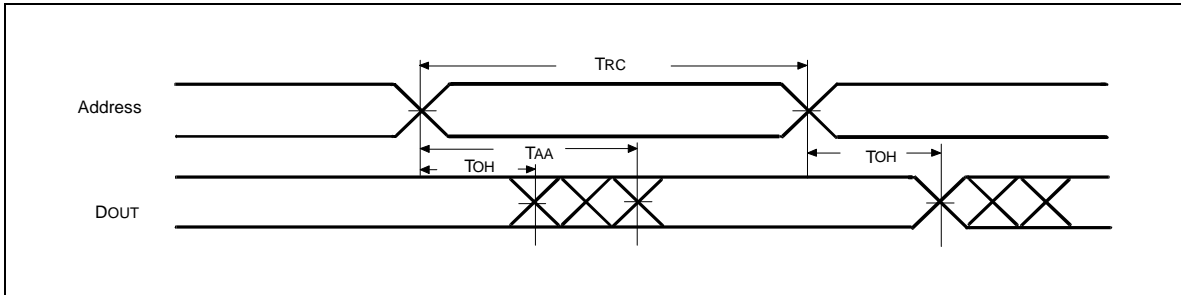 TRC
Address
TAA
TOH
TOH
DOUT